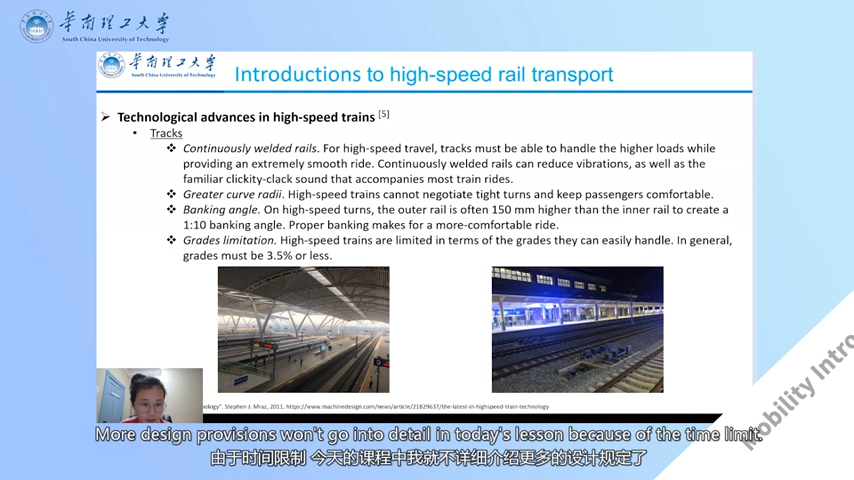 华南理工大学
South China University of Technology
华南理工大学
South China University of Technology
Introductions to high-speed rail transport
➢ Technological advances in high-speed trains [5]
• Tracks
❖ Continuously welded rails. For high-speed travel, tracks must be able to handle the higher loads while
providing an extremely smooth ride. Continuously welded rails can reduce vibrations, as well as the
familiar clickity-clack sound that accompanies most train rides.
❖ Greater curve radii. High-speed trains cannot negotiate tight turns and keep passengers comfortable.
❖ Banking angle. On high-speed turns, the outer rail is often 150 mm higher than the inner rail to create a
1:10 banking angle. Proper banking makes for a more-comfortable ride.
❖ Grades limitation. High-speed trains are limited in terms of the grades they can easily handle. In general,
grades must be 3.5% or less.
nology". Stephen J. Mraz, 2011. https://www.machinedesign.com/news/article/21829637/the-latest-in-highspeed-train-technology
Mobility Intro
More design provisions won't go into detail in today's lesson because of the time limit.
由于时间限制 今天的课程中我就不详细介绍更多的设计规定了